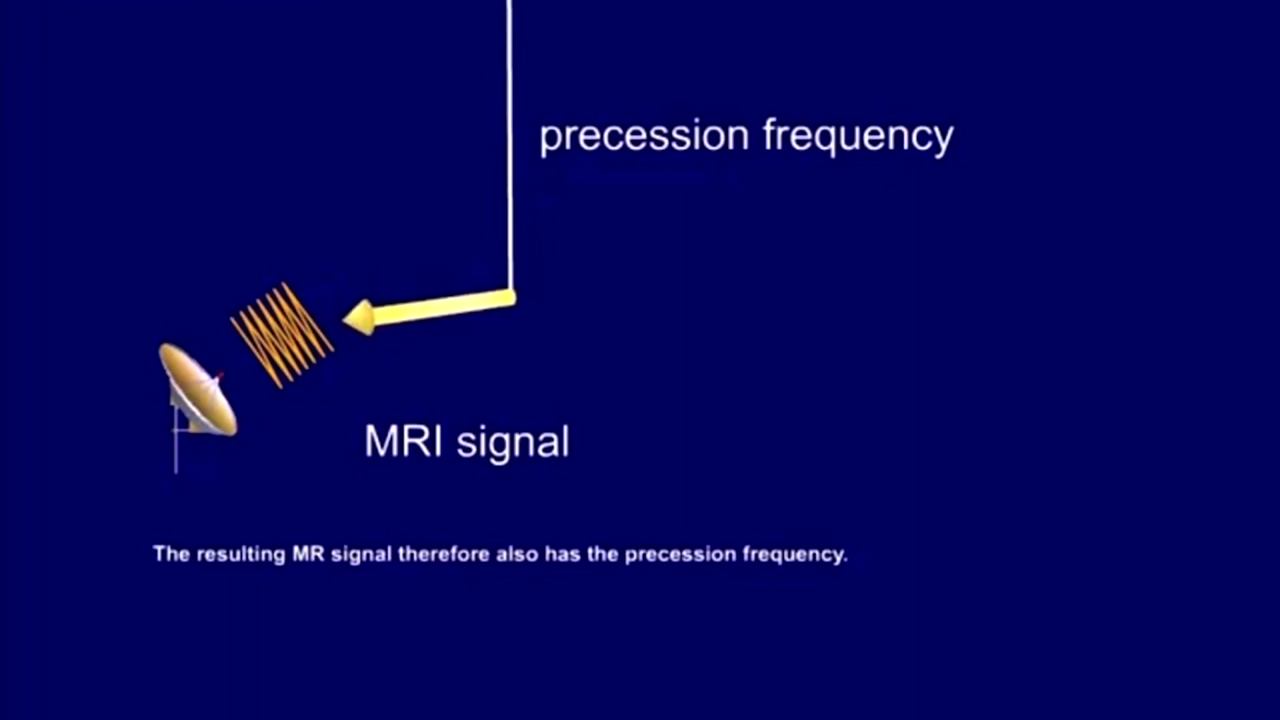 precession frequency
MRI signal
The resulting MR signal therefore also has the precession frequency.